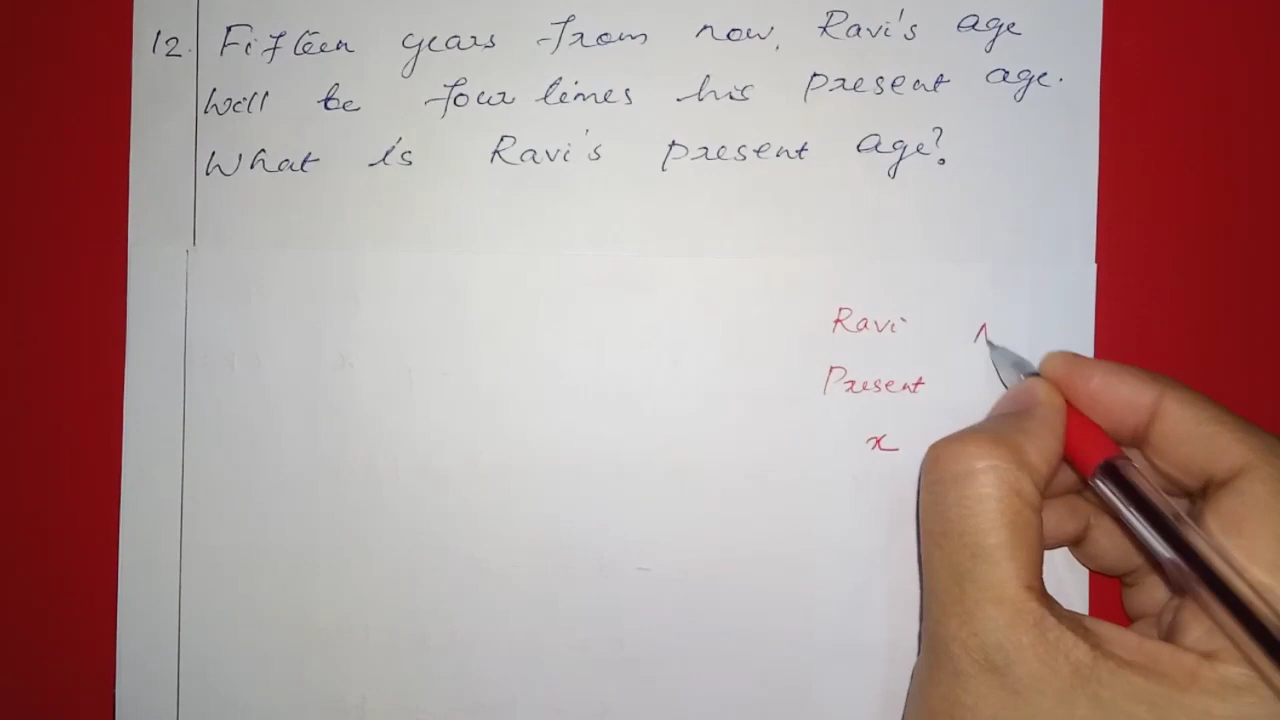 12. Fifteen years from now, Ravi's age
will be four times his present age.
What is Ravi's present age?
Ravi
Present
x